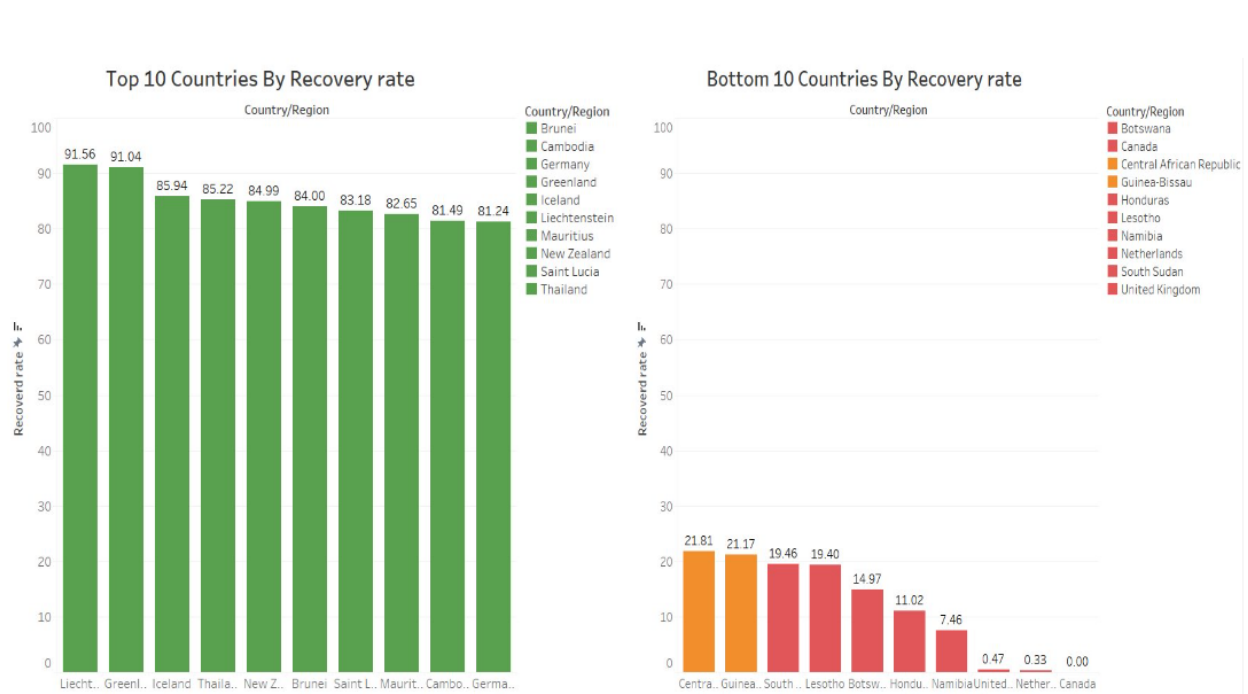 Top 10 Countries By Recovery rate
Country/Region
100
90
80
70
60
50
40
30
20
10
0
Recoverd rate
91.56
91.04
85.94
85.22
84.99
84.00
83.18
82.65
81.49
81.24
Liecht.. Greenl.. Iceland Thaila.. New Z.. Brunei Saint L.. Maurit.. Cambo.. Germa..
Country/Region
Brunei
Cambodia
Germany
Greenland
Iceland
Liechtenstein
Mauritius
New Zealand
Saint Lucia
Thailand
Bottom 10 Countries By Recovery rate
Country/Region
100
90
80
70
60
50
40
30
20
10
0
Recoverd rate
21.81
21.17
19.46
19.40
14.97
11.02
7.46
0.47
0.33
0.00
Centra.. Guinea.. South .. Lesotho Botsw.. Hondu.. Namibia United.. Nether.. Canada
Country/Region
Botswana
Canada
Central African Republic
Guinea-Bissau
Honduras
Lesotho
Namibia
Netherlands
South Sudan
United Kingdom